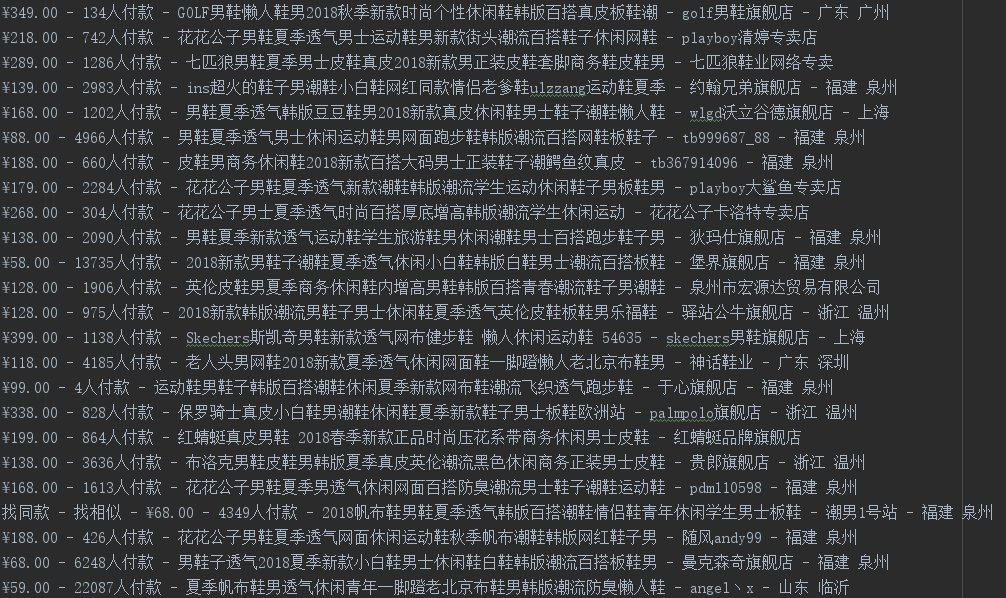 ¥349.00 - 134人付款 - GOLF男鞋懒人鞋男2018秋季新款时尚个性休闲鞋韩版百搭真皮板鞋潮 - golf男鞋旗舰店 - 广东 广州
¥218.00 - 742人付款 - 花花公子男鞋夏季透气男士运动鞋男新款街头潮流百搭鞋子休闲网鞋 - playboy清婷专卖店
¥289.00 - 1286人付款 - 七匹狼男鞋夏季男士皮鞋真皮2018新款男正装皮鞋套脚商务鞋皮鞋男 - 七匹狼鞋业网络专卖
¥139.00 - 2983人付款 - ins超火的鞋子男潮鞋小白鞋网红同款情侣老爹鞋ulzzang运动鞋夏季 - 约翰兄弟旗舰店 - 福建 泉州
¥168.00 - 1202人付款 - 男鞋夏季透气韩版豆豆鞋男2018新款真皮休闲鞋男士鞋子潮鞋懒人鞋 - wlgd沃立谷德旗舰店 - 上海
¥88.00 - 4966人付款 - 男鞋夏季透气男士休闲运动鞋男网面跑步鞋韩版潮流百搭网鞋板鞋子 - tb999687_88 - 福建 泉州
¥188.00 - 660人付款 - 皮鞋男商务休闲鞋2018新款百搭大码男士正装鞋子潮鳄鱼纹真皮 - tb367914096 - 福建 泉州
¥179.00 - 2284人付款 - 花花公子男鞋夏季透气新款潮鞋韩版潮流学生运动休闲鞋子男板鞋男 - playboy大鲨鱼专卖店
¥268.00 - 304人付款 - 花花公子男士夏季透气时尚百搭厚底增高韩版潮流学生休闲运动 - 花花公子卡洛特专卖店
¥138.00 - 2090人付款 - 男鞋夏季新款透气运动鞋学生旅游鞋男休闲潮鞋男士百搭跑步鞋子男 - 狄玛仕旗舰店 - 福建 泉州
¥58.00 - 13735人付款 - 2018新款男鞋子潮鞋夏季透气休闲小白鞋韩版白鞋男士潮流百搭板鞋 - 堡界旗舰店 - 福建 泉州
¥128.00 - 1906人付款 - 英伦皮鞋男夏季商务休闲鞋内增高男鞋韩版百搭青春潮流鞋子男潮鞋 - 泉州市宏源达贸易有限公司
¥128.00 - 975人付款 - 2018新款韩版潮流男鞋子男士休闲鞋夏季透气英伦皮鞋板男乐福鞋 - 驿站公牛旗舰店 - 浙江 温州
¥399.00 - 1138人付款 - Skechers斯凯奇男鞋新款透气网布健步鞋 懒人休闲运动鞋 54635 - skechers男鞋旗舰店 - 上海
¥118.00 - 4185人付款 - 老人头男网鞋2018新款夏季透气休闲网面鞋一脚蹬懒人老北京布鞋男 - 神话鞋业 - 广东 深圳
¥99.00 - 4人付款 - 运动鞋男鞋子韩版百搭潮鞋休闲夏季新款网布鞋潮流飞织透气跑步鞋 - 于心旗舰店 - 福建 泉州
¥338.00 - 828人付款 - 保罗骑士真皮小白鞋男潮鞋休闲鞋夏季新款鞋子男士板鞋欧洲站 - palmpolo旗舰店 - 浙江 温州
¥199.00 - 864人付款 - 红蜻蜓真皮男鞋 2018春季新款正品时尚压花系带商务休闲男士皮鞋 - 红蜻蜓品牌旗舰店
¥138.00 - 3636人付款 - 布洛克男鞋皮鞋男韩版夏季真皮英伦潮流黑色休闲商务正装男士皮鞋 - 贵郎旗舰店 - 浙江 温州
¥168.00 - 1613人付款 - 花花公子男鞋夏季男透气休闲网面百搭防臭潮流男士鞋子潮鞋运动鞋 - pdm110598 - 福建 泉州
找同款 - 找相似 - ¥68.00 - 4349人付款 - 2018帆布鞋男鞋夏季透气韩版百搭潮鞋情侣鞋青年休闲学生男士板鞋 - 潮男1号站 - 福建 泉州
¥188.00 - 426人付款 - 花花公子男鞋夏季透气网面休闲运动鞋秋季帆布潮鞋韩版网红鞋子男 - 随风andy99 - 福建 泉州
¥68.00 - 6248人付款 - 男鞋子透气2018夏季新款小白鞋男士休闲鞋白鞋韩版潮流百搭板鞋男 - 曼克森奇旗舰店 - 福建 泉州
¥59.00 - 22087人付款 - 夏季帆布鞋男透气休闲青年一脚蹬老北京布鞋男韩版潮流防臭懒人鞋 - angel丶x - 山东 临沂